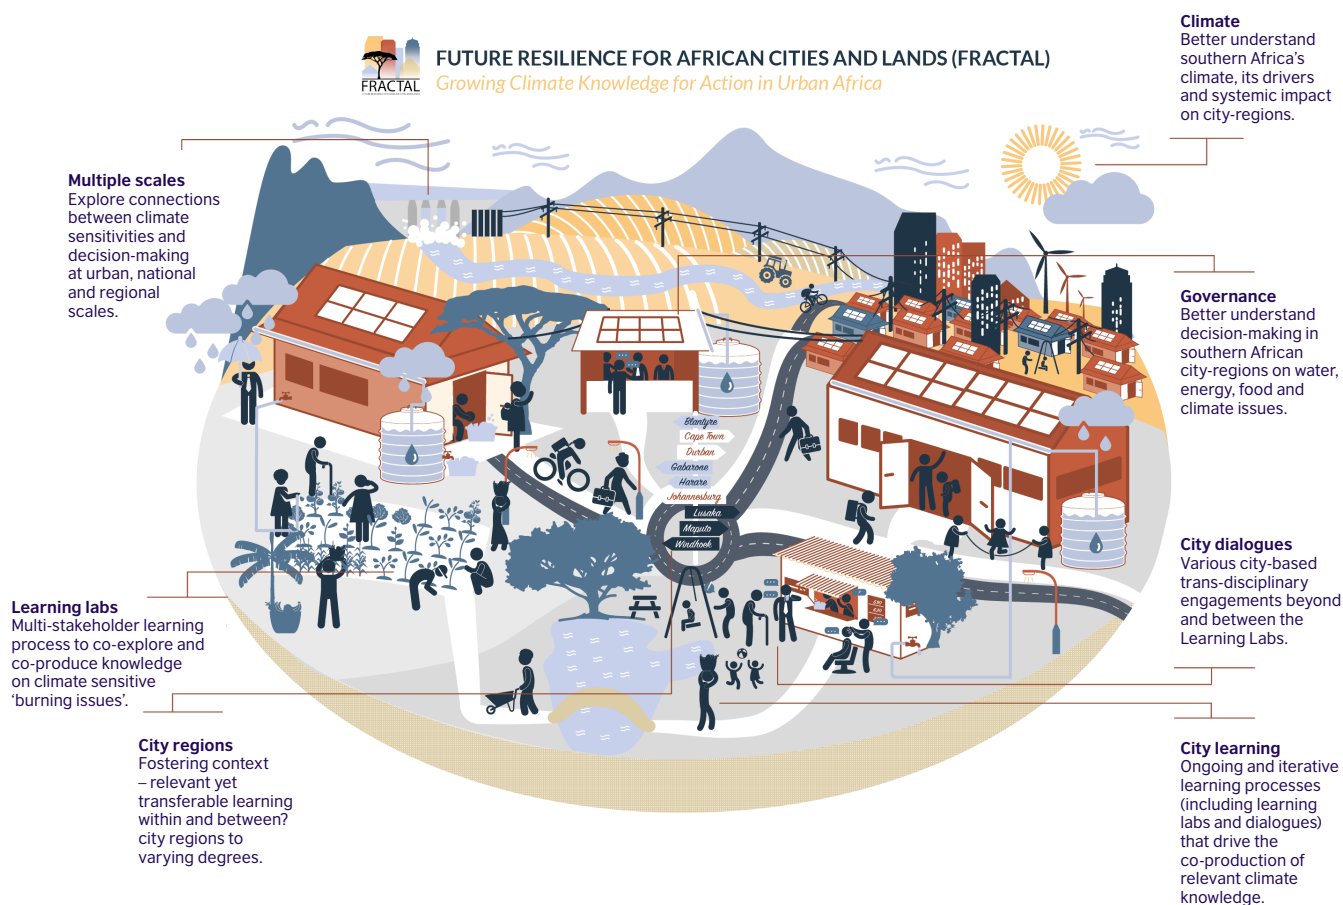 FRACTAL
FUTURE RESILIENCE FOR AFRICAN CITIES AND LANDS (FRACTAL)
Growing Climate Knowledge for Action in Urban Africa
Climate
Better understand
southern Africa's
climate, its drivers
and systemic impact
on city-regions.
Multiple scales
Explore connections
between climate
sensitivities and
decision-making
at urban, national
and regional
scales.
Governance
Better understand
decision-making in
southern African
city-regions on water,
energy, food and
climate issues.
Blantyre
Cape Town
Durban
Gabarone
Harare
Johannesburg
Lusaka
Maputo
Windhoek
City dialogues
Various city-based
trans-disciplinary
engagements beyond
and between the
Learning Labs.
Learning labs
Multi-stakeholder learning
process to co-explore and
co-produce knowledge
on climate sensitive
‘burning issues’.
City regions
Fostering context
– relevant yet
transferable learning
within and between?
city regions to
varying degrees.
City learning
Ongoing and iterative
learning processes
(including learning
labs and dialogues)
that drive the
co-production of
relevant climate
knowledge.